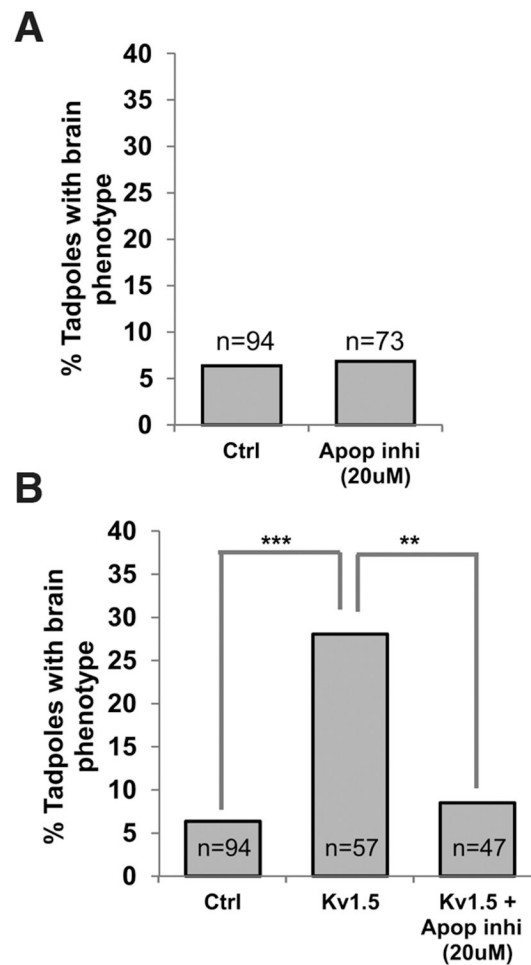 A
% Tadpoles with brain
phenotype
40
35
30
25
20
15
10
5
0
n=94
n=73
Ctrl
Apop inhi
(20uM)
B
% Tadpoles with brain
phenotype
40
35
30
25
20
15
10
5
0
***
**
n=94
n=57
n=47
Ctrl
Kv1.5
Kv1.5 +
Apop inhi
(20uM)